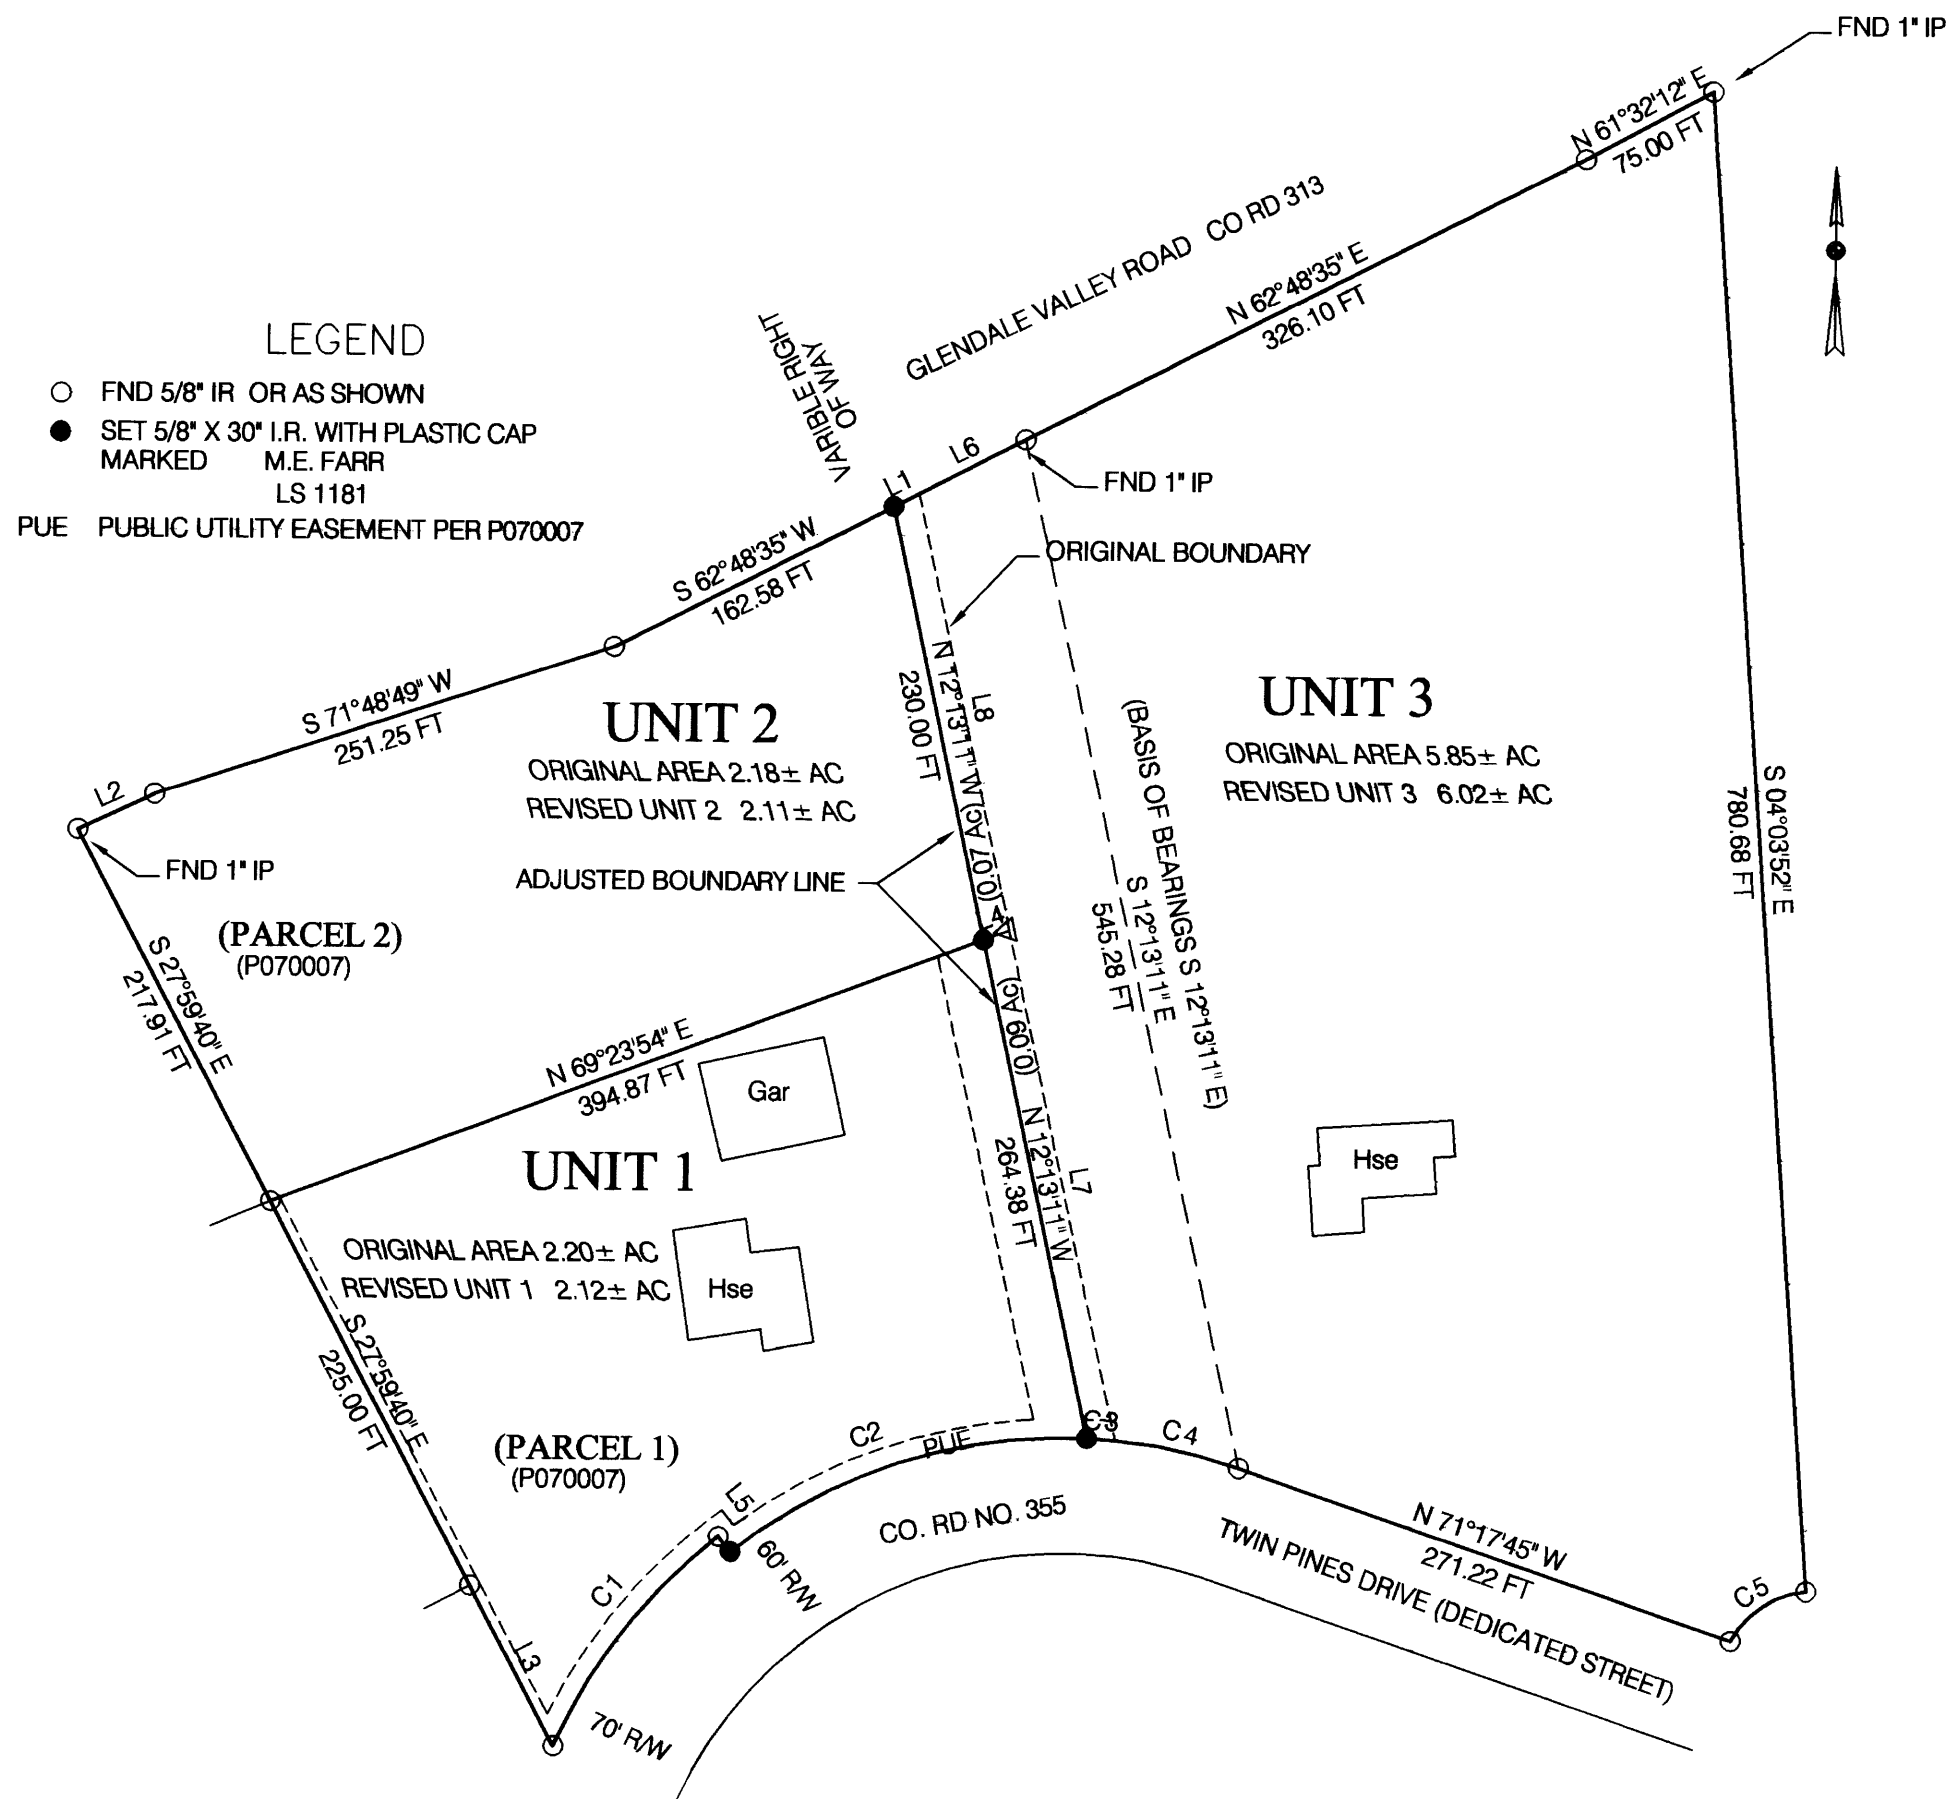 FND 1" IP
N 61°32'12" E
75.00 FT
GLENDALE VALLEY ROAD CO RD 313
N 62°48'35" E
326.10 FT
VARIBLE RIGHT
OF WAY
LEGEND
FND 5/8" IR OR AS SHOWN
SET 5/8" X 30" I.R. WITH PLASTIC CAP
MARKED M.E. FARR
LS 1181
PUE PUBLIC UTILITY EASEMENT PER P070007
L6
L1
FND 1" IP
ORIGINAL BOUNDARY
S 62°48'35" W
162.58 FT
S 71°48'49" W
251.25 FT
L2
FND 1" IP
UNIT 2
ORIGINAL AREA 2.18± AC
REVISED UNIT 2 2.11± AC
ADJUSTED BOUNDARY LINE
N 12°13'11" W
(0.07 AC)
230.00 FT
L8
L4
UNIT 3
ORIGINAL AREA 5.85± AC
REVISED UNIT 3 6.02± AC
(BASIS OF BEARINGS S 12°13'11" E)
S 12°13'11" E
545.28 FT
S 04°03'52" E
780.68 FT
(PARCEL 2)
(P070007)
S 27°59'40" E
217.91 FT
N 69°23'54" E
394.87 FT
Gar
(0.09 AC)
N 12°13'11" W
264.38 FT
L7
Hse
UNIT 1
ORIGINAL AREA 2.20± AC
REVISED UNIT 1 2.12± AC
Hse
S 27°59'40" E
225.00 FT
(PARCEL 1)
(P070007)
C2
PUE
C3
C4
L5
60' R/W
CO. RD NO. 355
N 71°17'45" W
271.22 FT
TWIN PINES DRIVE (DEDICATED STREET)
C5
C1
L3
70' R/W